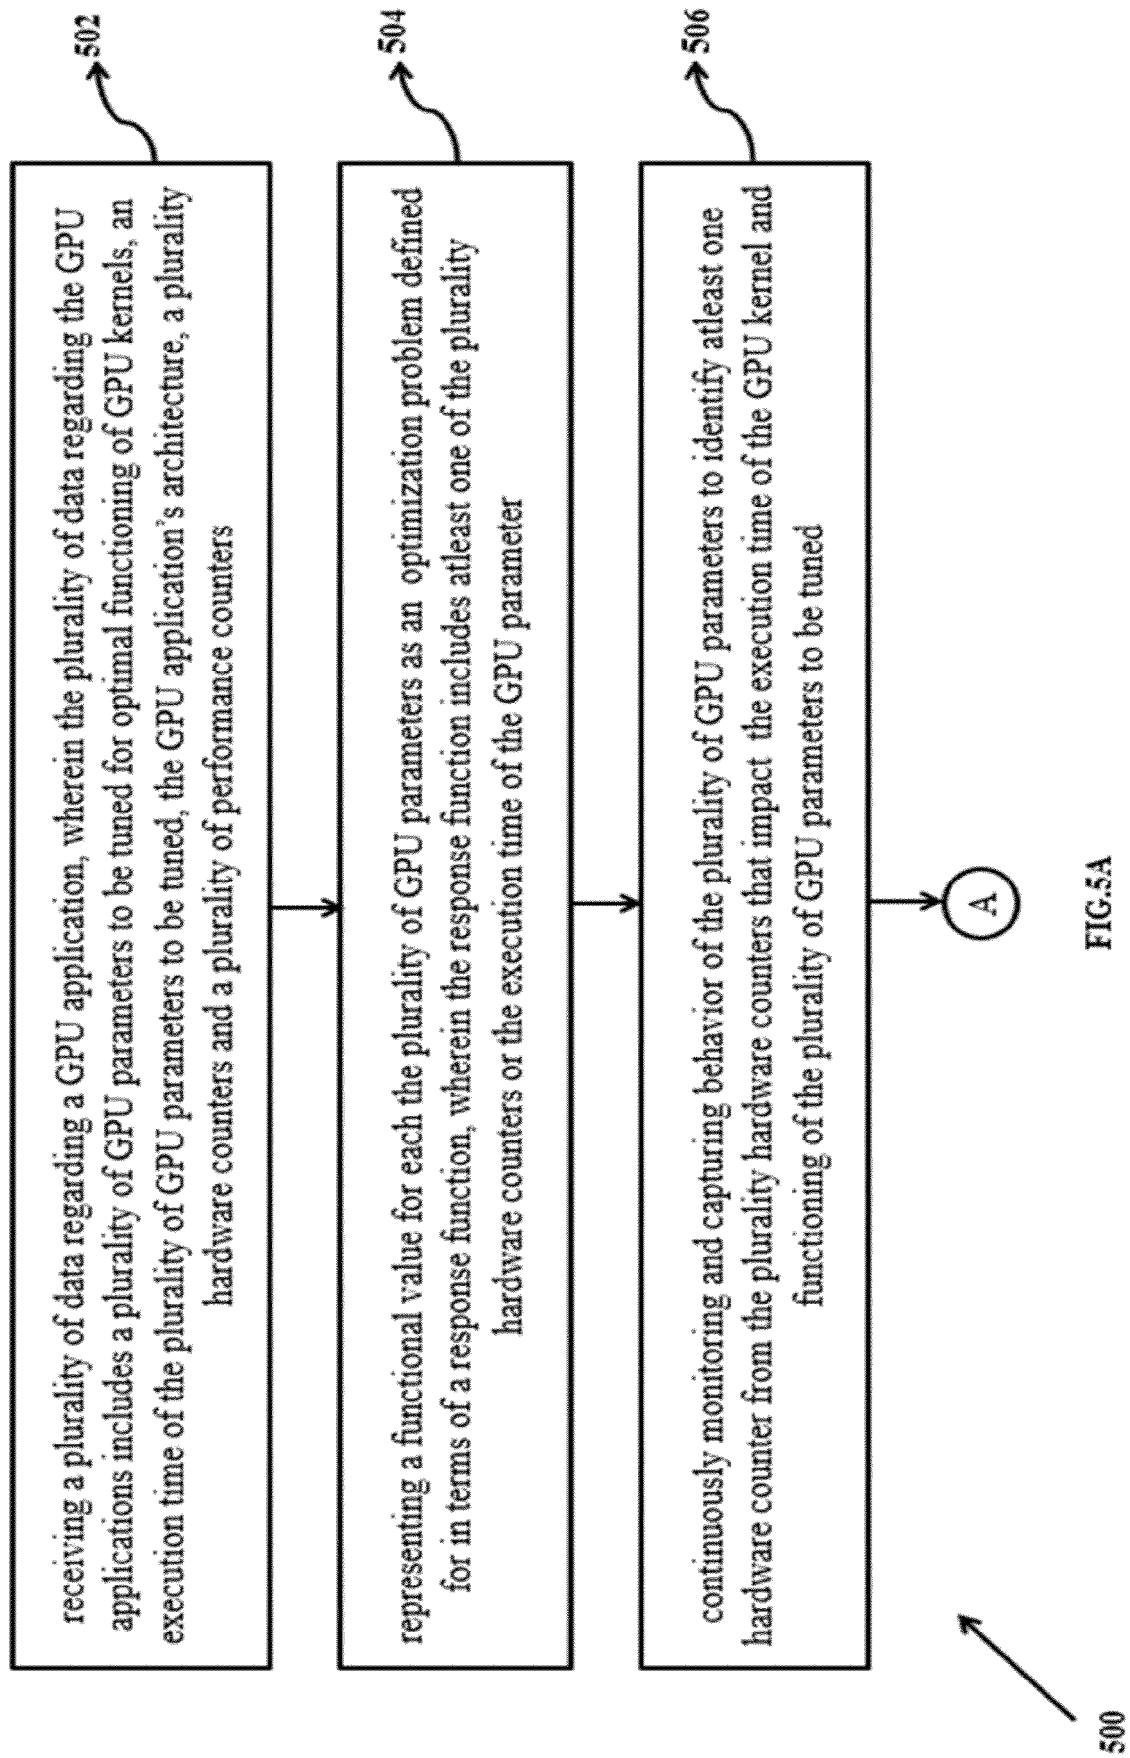 receiving a plurality of data regarding a GPU application, wherein the plurality of data regarding the GPU
applications includes a plurality of GPU parameters to be tuned for optimal functioning of GPU kernels, an
execution time of the plurality of GPU parameters to be tuned, the GPU application's architecture, a plurality
hardware counters and a plurality of performance counters
502
representing a functional value for each the plurality of GPU parameters as an optimization problem defined
for in terms of a response function, wherein the response function includes atleast one of the plurality
hardware counters or the execution time of the GPU parameter
504
continuously monitoring and capturing behavior of the plurality of GPU parameters to identify atleast one
hardware counter from the plurality hardware counters that impact the execution time of the GPU kernel and
functioning of the plurality of GPU parameters to be tuned
506
A
500
FIG.5A